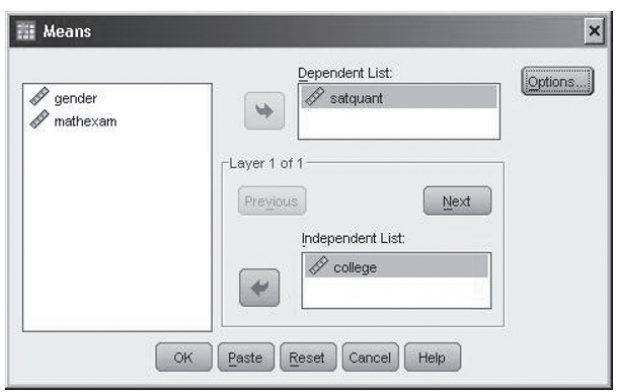 Means
gender
mathexam
Dependent List:
satquant
Options...
Layer 1 of 1
Previous
Next
Independent List:
college
OK
Paste
Reset
Cancel
Help